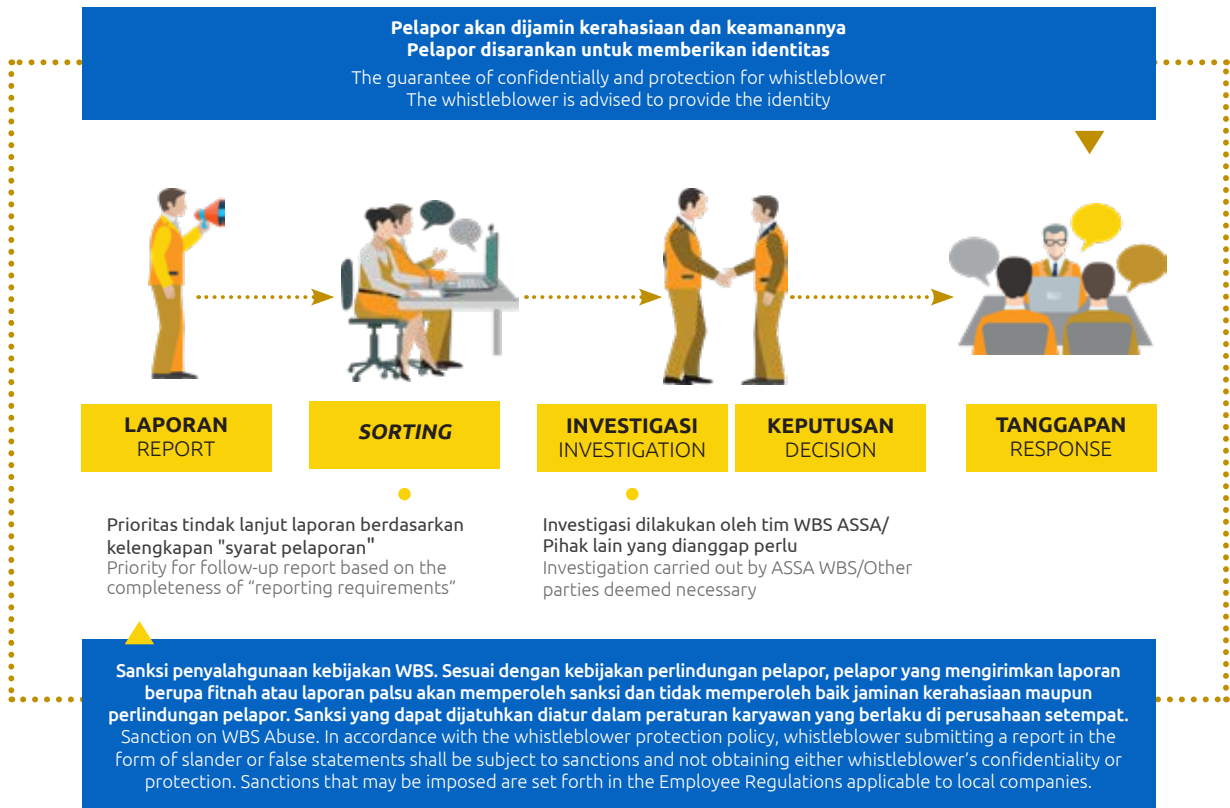 Pelapor akan dijamin kerahasiaan dan keamanannya
Pelapor disarankan untuk memberikan identitas
The guarantee of confidentially and protection for whistleblower
The whistleblower is advised to provide the identity
LAPORAN
REPORT
SORTING
INVESTIGASI
INVESTIGATION
KEPUTUSAN
DECISION
TANGGAPAN
RESPONSE
Prioritas tindak lanjut laporan berdasarkan
kelengkapan "syarat pelaporan"
Priority for follow-up report based on the
completeness of “reporting requirements”
Investigasi dilakukan oleh tim WBS ASSA/
Pihak lain yang dianggap perlu
Investigation carried out by ASSA WBS/Other
parties deemed necessary
Sanksi penyalahgunaan kebijakan WBS. Sesuai dengan kebijakan perlindungan pelapor, pelapor yang mengirimkan laporan
berupa fitnah atau laporan palsu akan memperoleh sanksi dan tidak memperoleh baik jaminan kerahasiaan maupun
perlindungan pelapor. Sanksi yang dapat dijatuhkan diatur dalam peraturan karyawan yang berlaku di perusahaan setempat.
Sanction on WBS Abuse. In accordance with the whistleblower protection policy, whistleblower submitting a report in the
form of slander or false statements shall be subject to sanctions and not obtaining either whistleblower’s confidentiality or
protection. Sanctions that may be imposed are set forth in the Employee Regulations applicable to local companies.